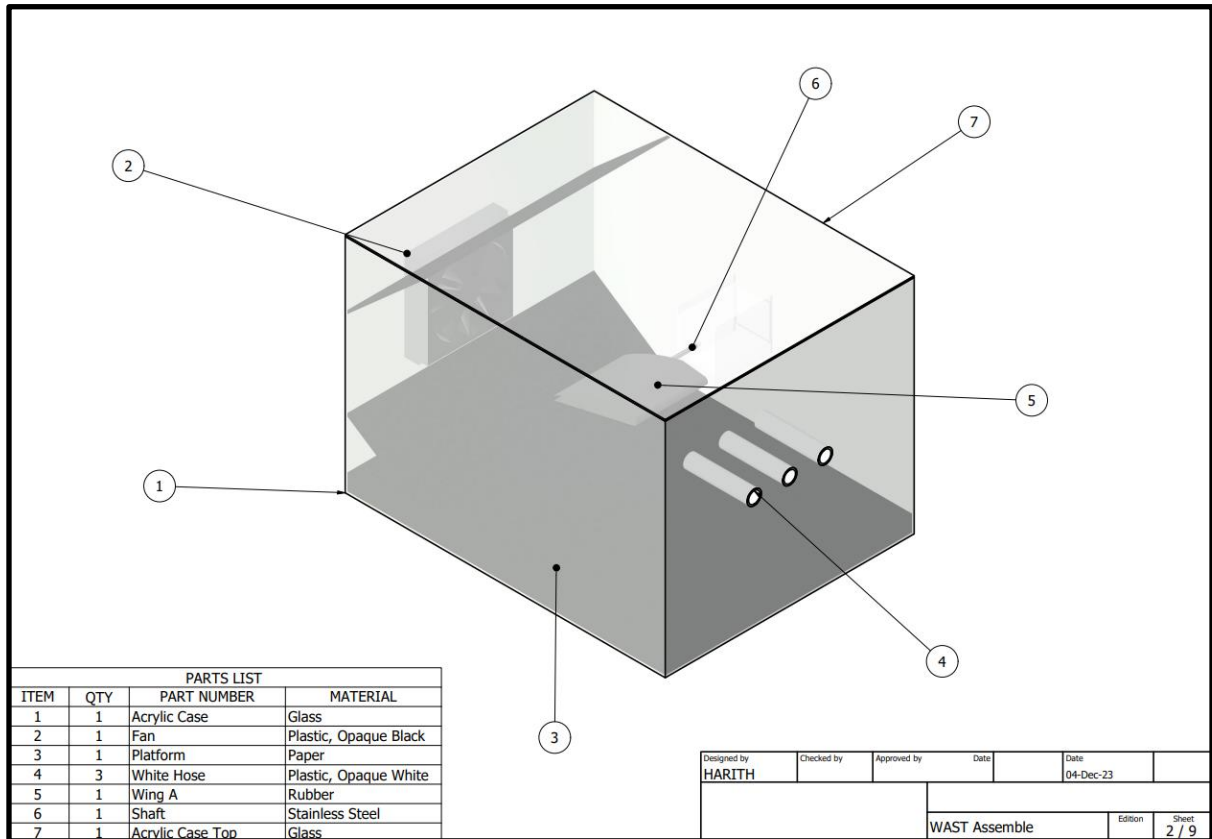 6
7
2
5
1
4
3
PARTS LIST
ITEM QTY PART NUMBER MATERIAL
1 1 Acrylic Case Glass
2 1 Fan Plastic, Opaque Black
3 1 Platform Paper
4 3 White Hose Plastic, Opaque White
5 1 Wing A Rubber
6 1 Shaft Stainless Steel
7 1 Acrylic Case Top Glass
Designed by Checked by Approved by Date Date
HARITH 04-Dec-23
Edition Sheet
WAST Assemble 2 / 9